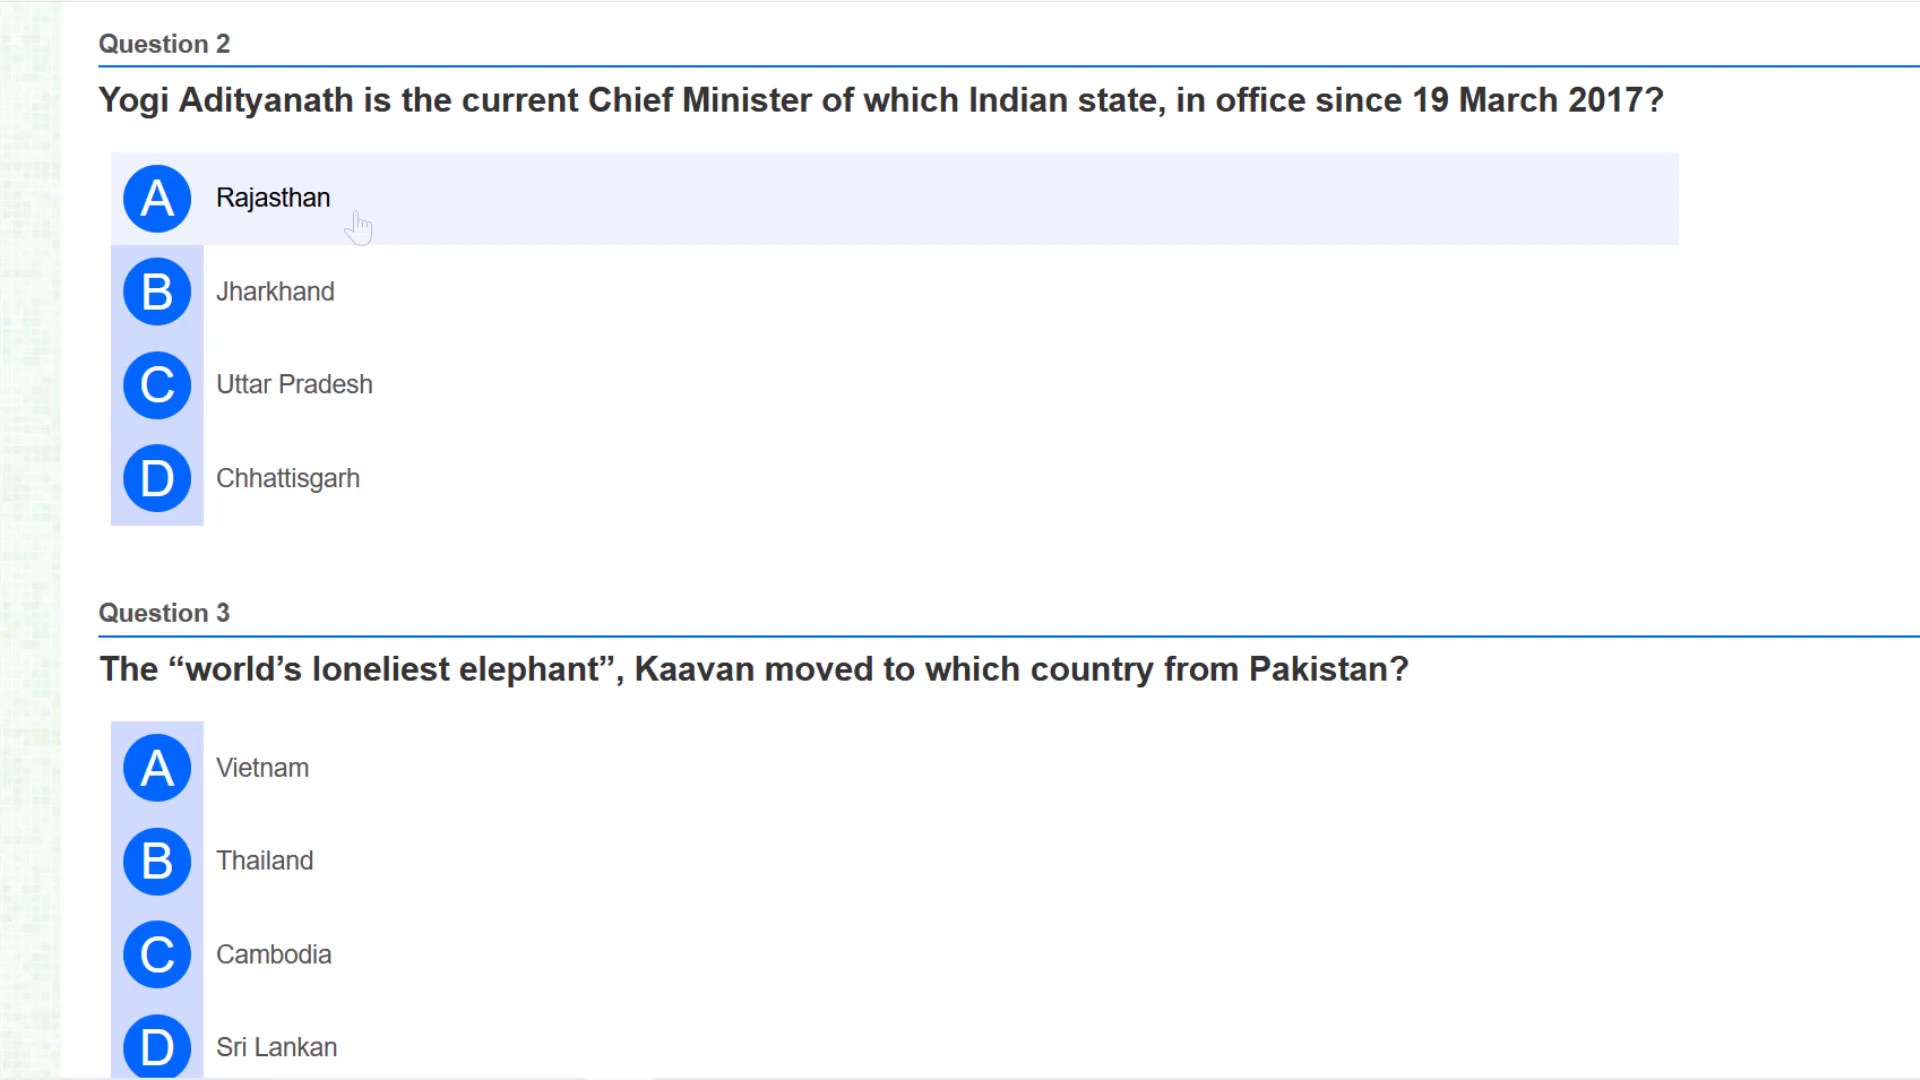 Question 2
Yogi Adityanath is the current Chief Minister of which Indian state, in office since 19 March 2017?
A Rajasthan
B Jharkhand
C Uttar Pradesh
D Chhattisgarh
Question 3
The “world’s loneliest elephant”, Kaavan moved to which country from Pakistan?
A Vietnam
B Thailand
C Cambodia
D Sri Lankan